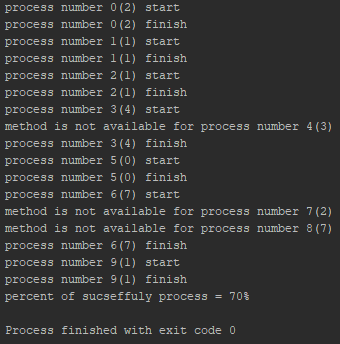 process number 0(2) start
process number 0(2) finish
process number 1(1) start
process number 1(1) finish
process number 2(1) start
process number 2(1) finish
process number 3(4) start
method is not available for process number 4(3)
process number 3(4) finish
process number 5(0) start
process number 5(0) finish
process number 6(7) start
method is not available for process number 7(2)
method is not available for process number 8(7)
process number 6(7) finish
process number 9(1) start
process number 9(1) finish
percent of sucseffuly process = 70%
Process finished with exit code 0